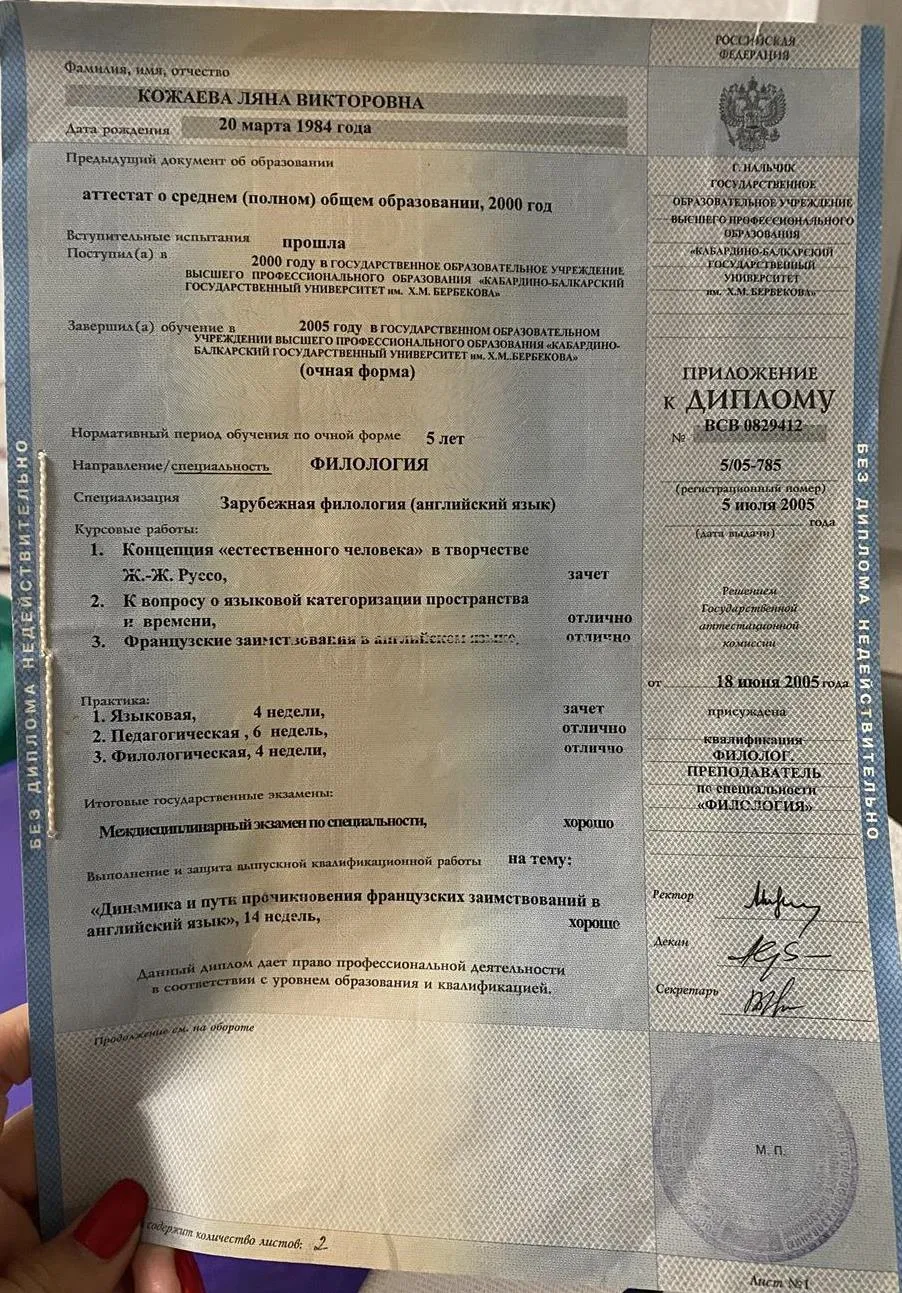 Фамилия, имя, отчество
КОЖАЕВА ЛЯНА ВИКТОРОВНА
Дата рождения 20 марта 1984 года
Предыдущий документ об образовании
аттестат о среднем (полном) общем образовании, 2000 год
Вступительные испытания прошла
Поступил(а) в 2000 году в ГОСУДАРСТВЕННОЕ ОБРАЗОВАТЕЛЬНОЕ УЧРЕЖДЕНИЕ
ВЫСШЕГО ПРОФЕССИОНАЛЬНОГО ОБРАЗОВАНИЯ «КАБАРДИНО-БАЛКАРСКИЙ
ГОСУДАРСТВЕННЫЙ УНИВЕРСИТЕТ им. Х.М. БЕРБЕКОВА»
Завершил(а) обучение в 2005 году в ГОСУДАРСТВЕННОМ ОБРАЗОВАТЕЛЬНОМ
УЧРЕЖДЕНИИ ВЫСШЕГО ПРОФЕССИОНАЛЬНОГО ОБРАЗОВАНИЯ «КАБАРДИНО-
БАЛКАРСКИЙ ГОСУДАРСТВЕННЫЙ УНИВЕРСИТЕТ им. Х.М..БЕРБЕКОВА»
(очная форма)
Нормативный период обучения по очной форме 5 лет
Направление/специальность ФИЛОЛОГИЯ
Специализация Зарубежная филология (английский язык)
Курсовые работы:
1. Концепция «естественного человека» в творчестве
Ж.-Ж. Руссо, зачет
2. К вопросу о языковой категоризации пространства
и времени, отлично
3. Французские заимствования в английском языке, отлично
Практика:
1. Языковая, 4 недели, зачет
2. Педагогическая , 6 недель, отлично
3. Филологическая, 4 недели, отлично
Итоговые государственные экзамены:
Междисциплинарный экзамен по специальности, хорошо
Выполнение и защита выпускной квалификационной работы на тему:
«Динамика и пути проникновения французских заимствований в
английский язык», 14 недель, хорошо
Данный диплом дает право профессиональной деятельности
в соответствии с уровнем образования и квалификацией.
Продолжение см. на обороте
содержит количество листов: 2
РОССИЙСКАЯ
ФЕДЕРАЦИЯ
Г. НАЛЬЧИК
ГОСУДАРСТВЕННОЕ
ОБРАЗОВАТЕЛЬНОЕ УЧРЕЖДЕНИЕ
ВЫСШЕГО ПРОФЕССИОНАЛЬНОГО
ОБРАЗОВАНИЯ
«КАБАРДИНО-БАЛКАРСКИЙ
ГОСУДАРСТВЕННЫЙ
УНИВЕРСИТЕТ
им. Х.М. БЕРБЕКОВА»
ПРИЛОЖЕНИЕ
к ДИПЛОМУ
№ ВСВ 0829412
5/05-785
(регистрационный номер)
5 июля 2005
года
(дата выдачи)
Решением
Государственной
аттестационной
комиссии
от 18 июня 2005 года
присуждена
квалификация
ФИЛОЛОГ.
ПРЕПОДАВАТЕЛЬ
по специальности
«ФИЛОЛОГИЯ»
Ректор
Декан
Секретарь
М. П.
Лист №1
БЕЗ ДИПЛОМА НЕДЕЙСТВИТЕЛЬНО
БЕЗ ДИПЛОМА НЕДЕЙСТВИТЕЛЬНО